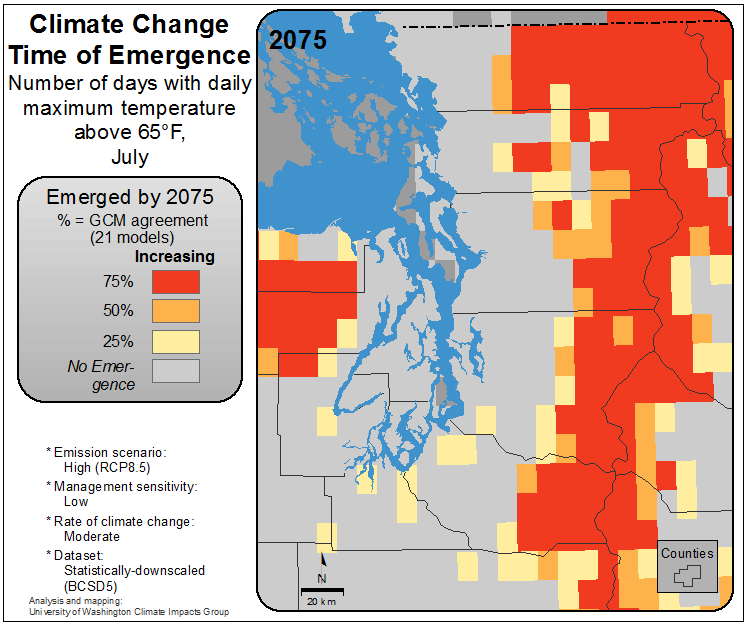 Climate Change
Time of Emergence
Number of days with daily
maximum temperature
above 65°F,
July
Emerged by 2075
% = GCM agreement
(21 models)
Increasing
75%
50%
25%
No Emer-
gence
* Emission scenario:
High (RCP8.5)
* Management sensitivity:
Low
* Rate of climate change:
Moderate
* Dataset:
Statistically-downscaled
(BCSD5)
Analysis and mapping:
University of Washington Climate Impacts Group
2075
N
20 km
Counties